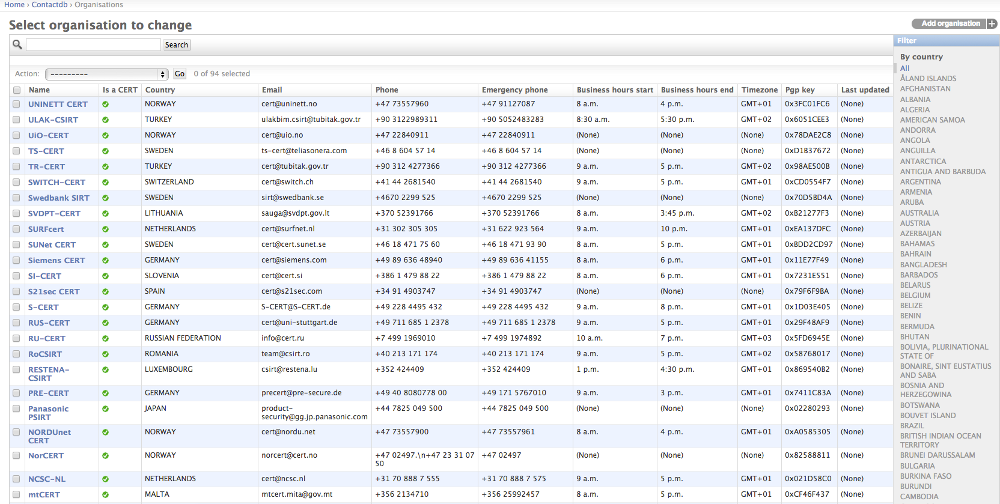 Home › Contactdb › Organisations
Select organisation to change
Add organisation +
Search
Action: --------- Go 0 of 94 selected
Name Is a CERT Country Email Phone Emergency phone Business hours start Business hours end Timezone Pgp key Last updated
UNINETT CERT NORWAY cert@uninett.no +47 73557960 +47 91127087 8 a.m. 4 p.m. GMT+01 0x3FC01FC6 (None)
ULAK-CSIRT TURKEY ulakbim.csirt@tubitak.gov.tr +90 3122989311 +90 5052483283 8:30 a.m. 5:30 p.m. GMT+02 0x6051CEE3 (None)
UiO-CERT NORWAY cert@uio.no +47 22840911 +47 22840911 (None) (None) (None) 0x78DAE2C8 (None)
TS-CERT SWEDEN ts-cert@teliasonera.com +46 8 604 57 14 +46 8 604 57 14 (None) (None) (None) 0xD1B37672 (None)
TR-CERT TURKEY cert@tubitak.gov.tr +90 312 4277366 +90 312 4277366 9 a.m. 5 p.m. GMT+02 0x98AE500B (None)
SWITCH-CERT SWITZERLAND cert@switch.ch +41 44 2681540 +41 44 2681540 9 a.m. 5 p.m. GMT+01 0xCD0554F7 (None)
Swedbank SIRT SWEDEN sirt@swedbank.se +4670 2299 525 +4670 2299 525 (None) (None) (None) 0x70D5BD4A (None)
SVDPT-CERT LITHUANIA sauga@svdpt.gov.lt +370 52391766 +370 52391766 8 a.m. 3:45 p.m. GMT+02 0xB21277F3 (None)
SURFcert NETHERLANDS cert@surfnet.nl +31 302 305 305 +31 622 923 564 9 a.m. 10 p.m. GMT+01 0xEA137DFC (None)
SUNet CERT SWEDEN cert@cert.sunet.se +46 18 471 75 60 +46 18 471 93 90 8 a.m. 5 p.m. GMT+01 0xBDD2CD97 (None)
Siemens CERT GERMANY cert@siemens.com +49 89 636 48940 +49 89 636 41155 8 a.m. 6 p.m. GMT+01 0x11E77F49 (None)
SI-CERT SLOVENIA cert@cert.si +386 1 479 88 22 +386 1 479 88 22 8 a.m. 6 p.m. GMT+01 0x7231E551 (None)
S21sec CERT SPAIN cert@s21sec.com +34 91 4903747 +34 91 4903747 (None) (None) (None) 0x79F6F9BA (None)
S-CERT GERMANY S-CERT@S-CERT.de +49 228 4495 432 +49 228 4495 432 9 a.m. 8 p.m. GMT+01 0x1D03E405 (None)
RUS-CERT GERMANY cert@uni-stuttgart.de +49 711 685 1 2378 +49 711 685 1 2378 9 a.m. 5 p.m. GMT+01 0x29F48AF9 (None)
RU-CERT RUSSIAN FEDERATION info@cert.ru +7 499 1969010 +7 499 1974892 10 a.m. 7 p.m. GMT+03 0x5FD6945E (None)
RoCSIRT ROMANIA team@csirt.ro +40 213 171 174 +40 213 171 174 9 a.m. 5 p.m. GMT+02 0x58768017 (None)
RESTENA- LUXEMBOURG csirt@restena.lu +352 424409 +352 424409 1 p.m. 4:30 p.m. GMT+01 0x869540B2 (None)
CSIRT
PRE-CERT GERMANY precert@pre-secure.de +49 40 8080778 00 +49 171 5767010 9 a.m. 3 p.m. GMT+01 0x7411C83A (None)
Panasonic JAPAN product- +44 7825 049 500 +44 7825 049 500 (None) (None) (None) 0x02280293 (None)
PSIRT security@gg.jp.panasonic.com
NORDUnet NORWAY cert@nordu.net +47 73557900 +47 73557961 8 a.m. 4 p.m. GMT+01 0xA0585305 (None)
CERT
NorCERT NORWAY norcert@cert.no +47 02497.\n+47 23 31 07 +47 02497 (None) (None) (None) 0x82588811 (None)
50
NCSC-NL NETHERLANDS cert@ncsc.nl +31 70 888 7 555 +31 70 888 7 575 9 a.m. 5 p.m. GMT+01 0x021D58C0 (None)
mtCERT MALTA mtcert.mita@gov.mt +356 2134710 +356 25992457 8 a.m. 5 p.m. GMT+01 0xCF46F437 (None)
Filter
By country
All
ÅLAND ISLANDS
AFGHANISTAN
ALBANIA
ALGERIA
AMERICAN SAMOA
ANDORRA
ANGOLA
ANGUILLA
ANTARCTICA
ANTIGUA AND BARBUDA
ARGENTINA
ARMENIA
ARUBA
AUSTRALIA
AUSTRIA
AZERBAIJAN
BAHAMAS
BAHRAIN
BANGLADESH
BARBADOS
BELARUS
BELGIUM
BELIZE
BENIN
BERMUDA
BHUTAN
BOLIVIA, PLURINATIONAL
STATE OF
BONAIRE, SINT EUSTATIUS
AND SABA
BOSNIA AND
HERZEGOWINA
BOTSWANA
BOUVET ISLAND
BRAZIL
BRITISH INDIAN OCEAN
TERRITORY
BRUNEI DARUSSALAM
BULGARIA
BURKINA FASO
BURUNDI
CAMBODIA